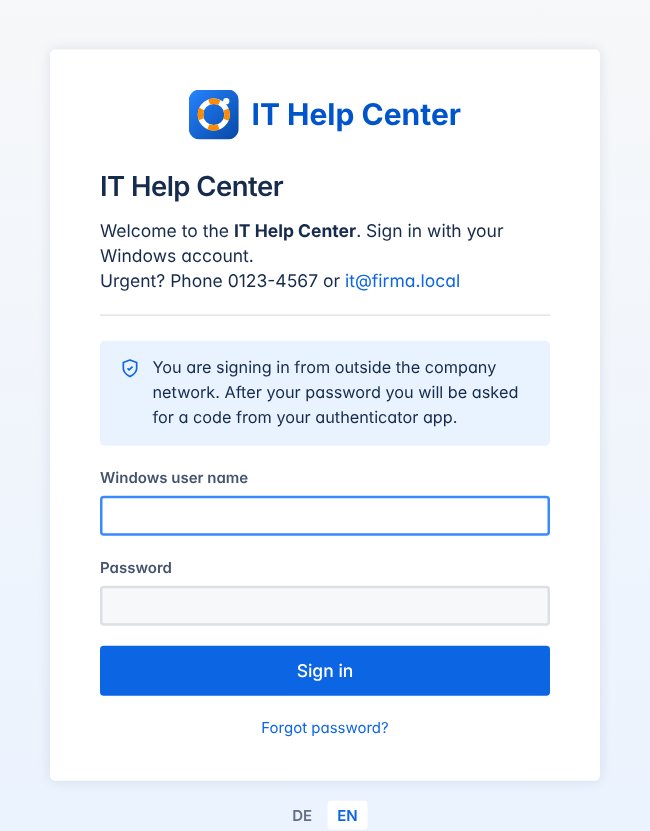 IT Help Center
IT Help Center
Welcome to the IT Help Center. Sign in with your
Windows account.
Urgent? Phone 0123-4567 or it@firma.local
You are signing in from outside the company
network. After your password you will be asked
for a code from your authenticator app.
Windows user name
Password
Sign in
Forgot password?
DE EN